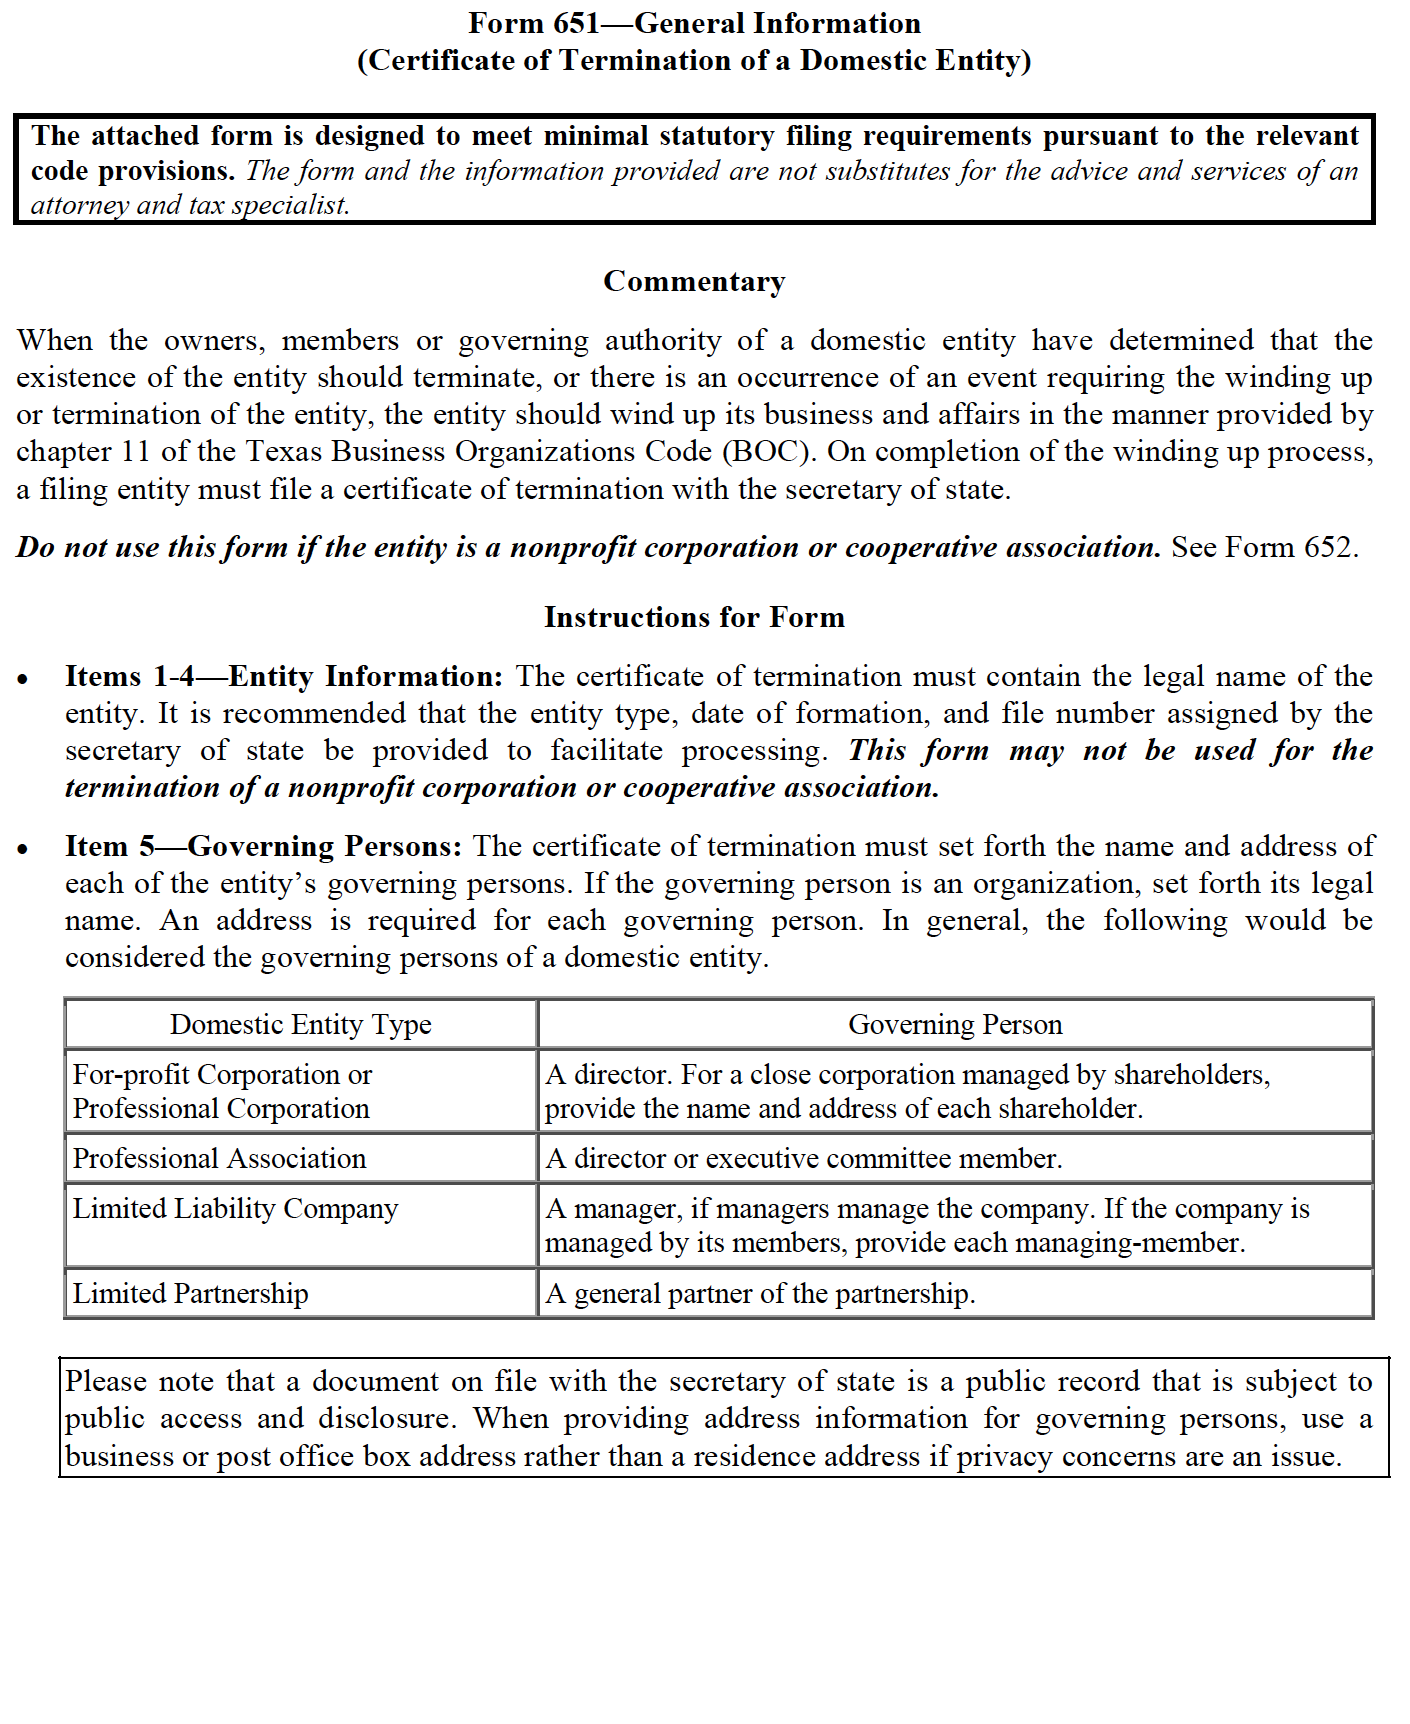 Form 651—General Information
(Certificate of Termination of a Domestic Entity)
The attached form is designed to meet minimal statutory filing requirements pursuant to the relevant
code provisions. The form and the information provided are not substitutes for the advice and services of an
attorney and tax specialist.
Commentary
When the owners, members or governing authority of a domestic entity have determined that the
existence of the entity should terminate, or there is an occurrence of an event requiring the winding up
or termination of the entity, the entity should wind up its business and affairs in the manner provided by
chapter 11 of the Texas Business Organizations Code (BOC). On completion of the winding up process,
a filing entity must file a certificate of termination with the secretary of state.
Do not use this form if the entity is a nonprofit corporation or cooperative association. See Form 652.
Instructions for Form
• Items 1-4—Entity Information: The certificate of termination must contain the legal name of the
entity. It is recommended that the entity type, date of formation, and file number assigned by the
secretary of state be provided to facilitate processing. This form may not be used for the
termination of a nonprofit corporation or cooperative association.
• Item 5—Governing Persons: The certificate of termination must set forth the name and address of
each of the entity’s governing persons. If the governing person is an organization, set forth its legal
name. An address is required for each governing person. In general, the following would be
considered the governing persons of a domestic entity.
Domestic Entity Type
Governing Person
For-profit Corporation or
Professional Corporation
A director. For a close corporation managed by shareholders,
provide the name and address of each shareholder.
Professional Association
A director or executive committee member.
Limited Liability Company
A manager, if managers manage the company. If the company is
managed by its members, provide each managing-member.
Limited Partnership
A general partner of the partnership.
Please note that a document on file with the secretary of state is a public record that is subject to
public access and disclosure. When providing address information for governing persons, use a
business or post office box address rather than a residence address if privacy concerns are an issue.